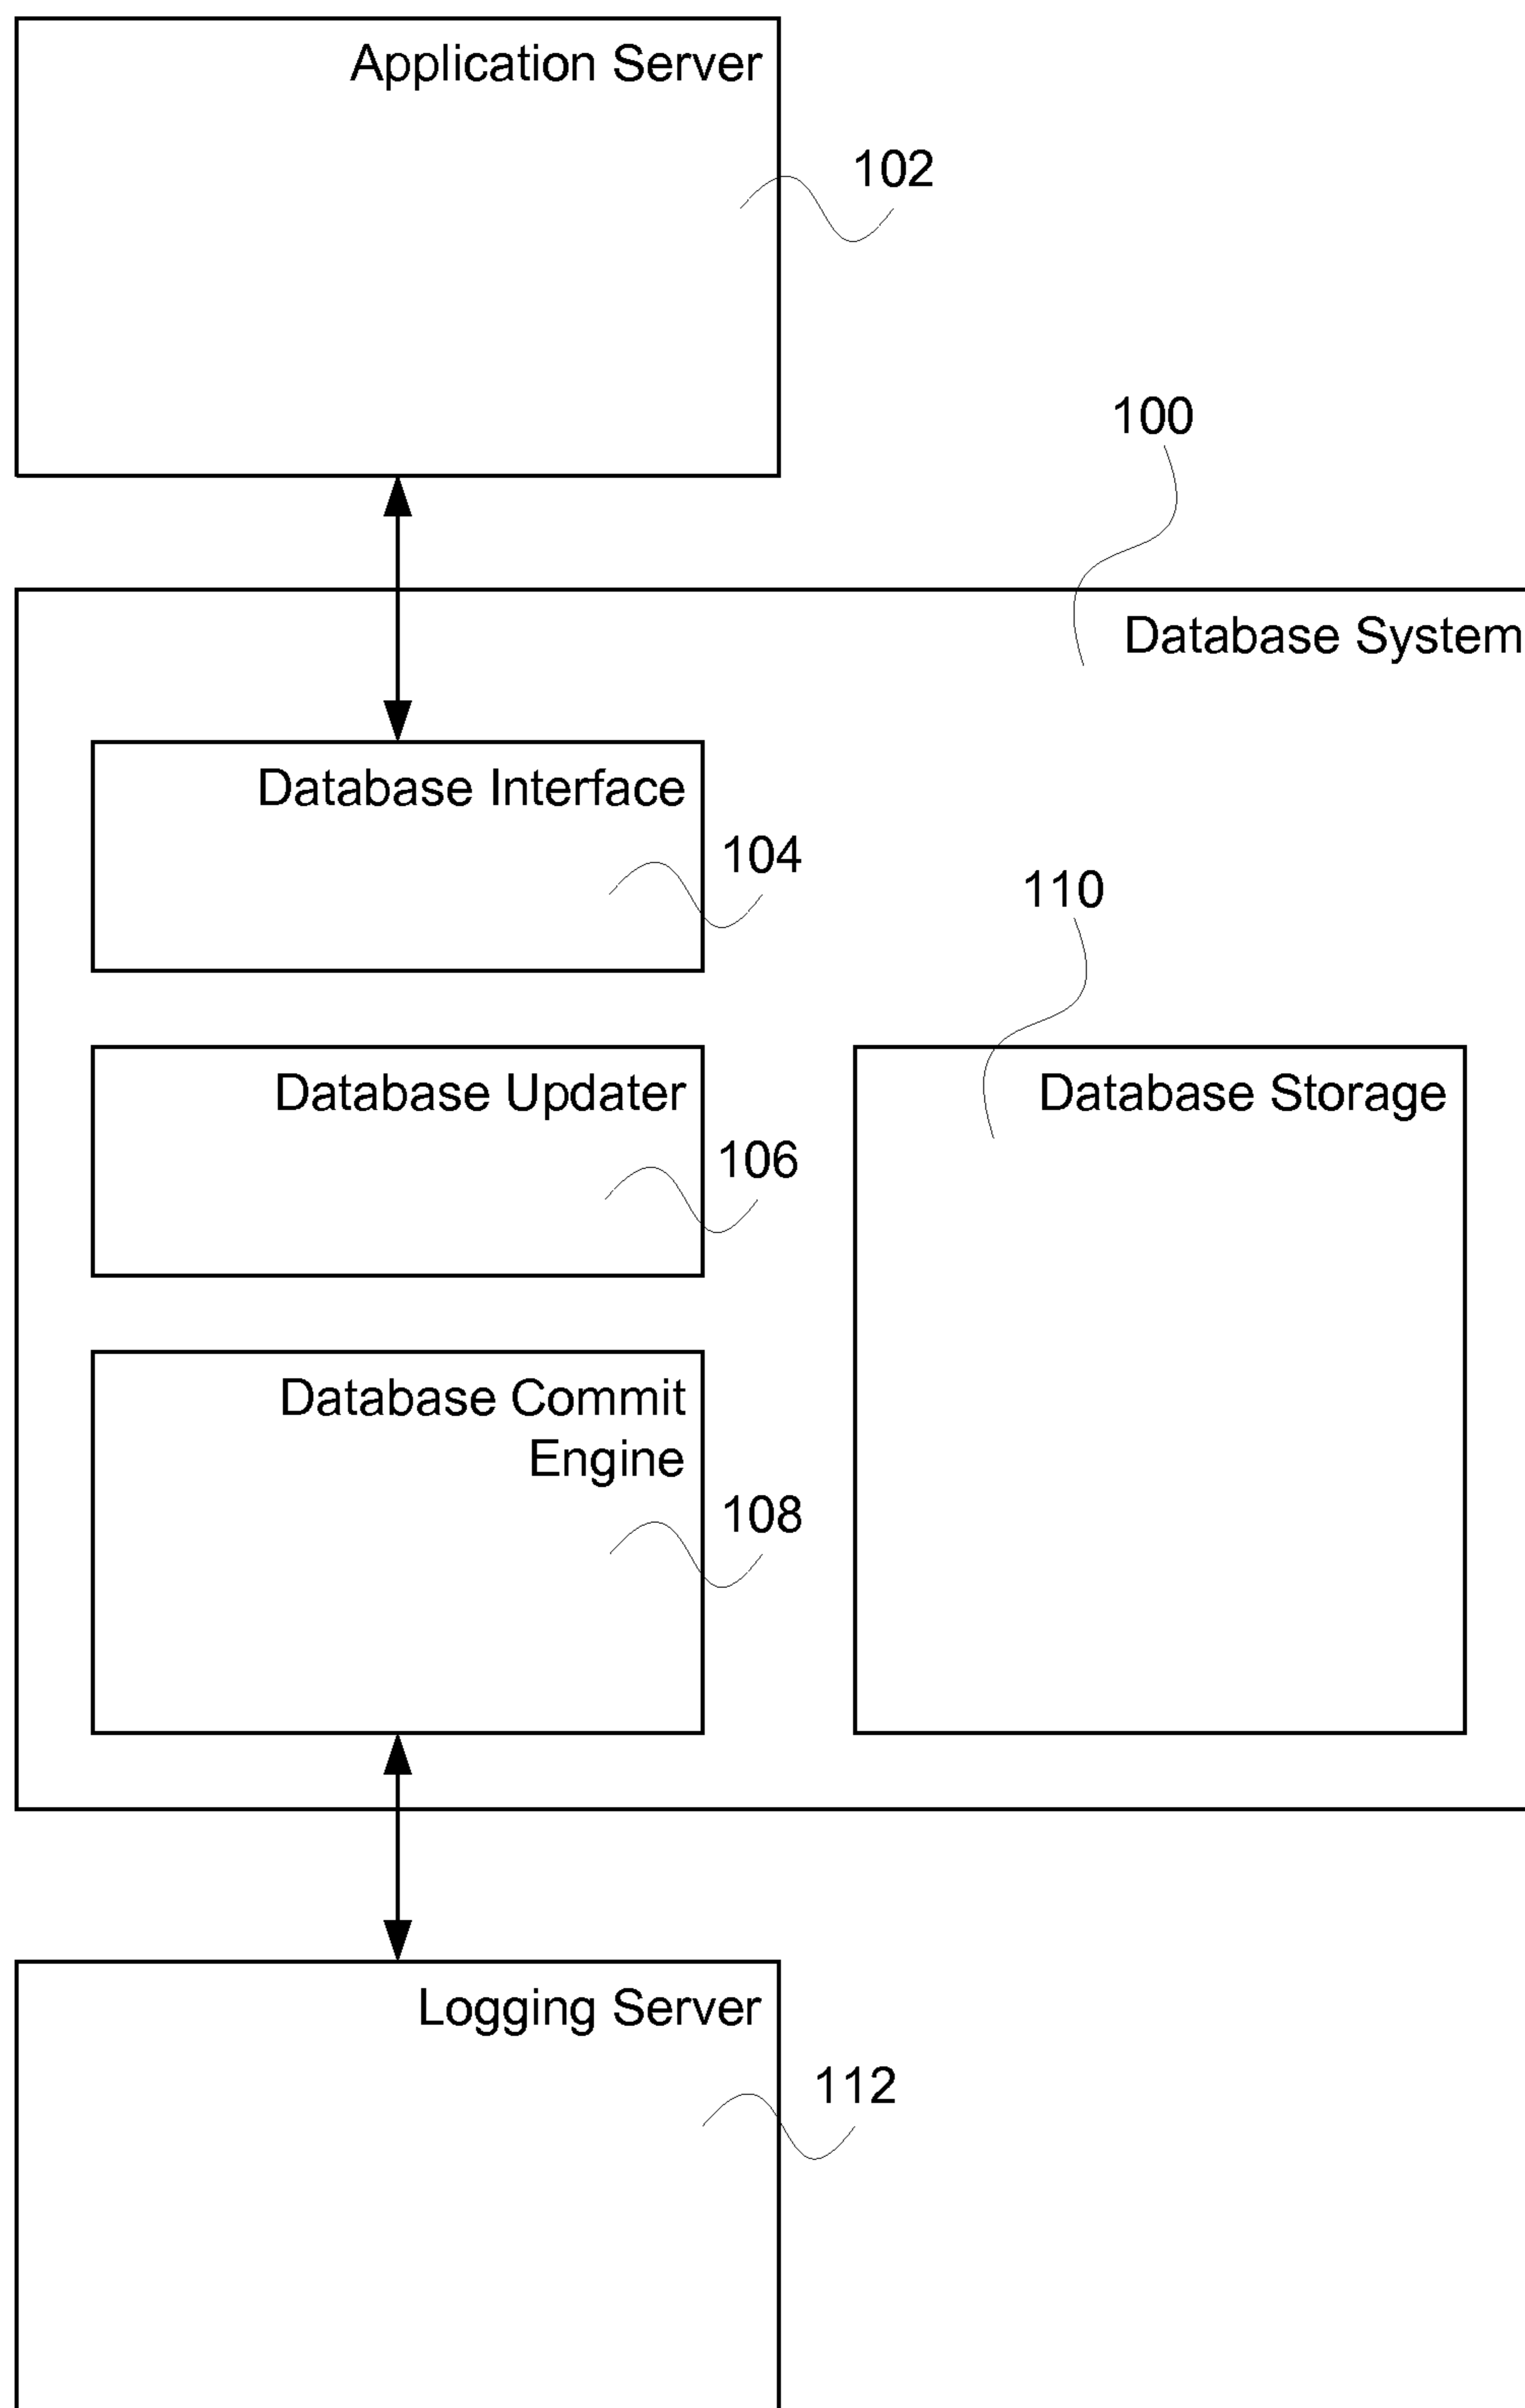 Application Server
102
100
Database System
Database Interface
104
110
Database Updater
Database Storage
106
Database Commit
Engine
108
Logging Server
112